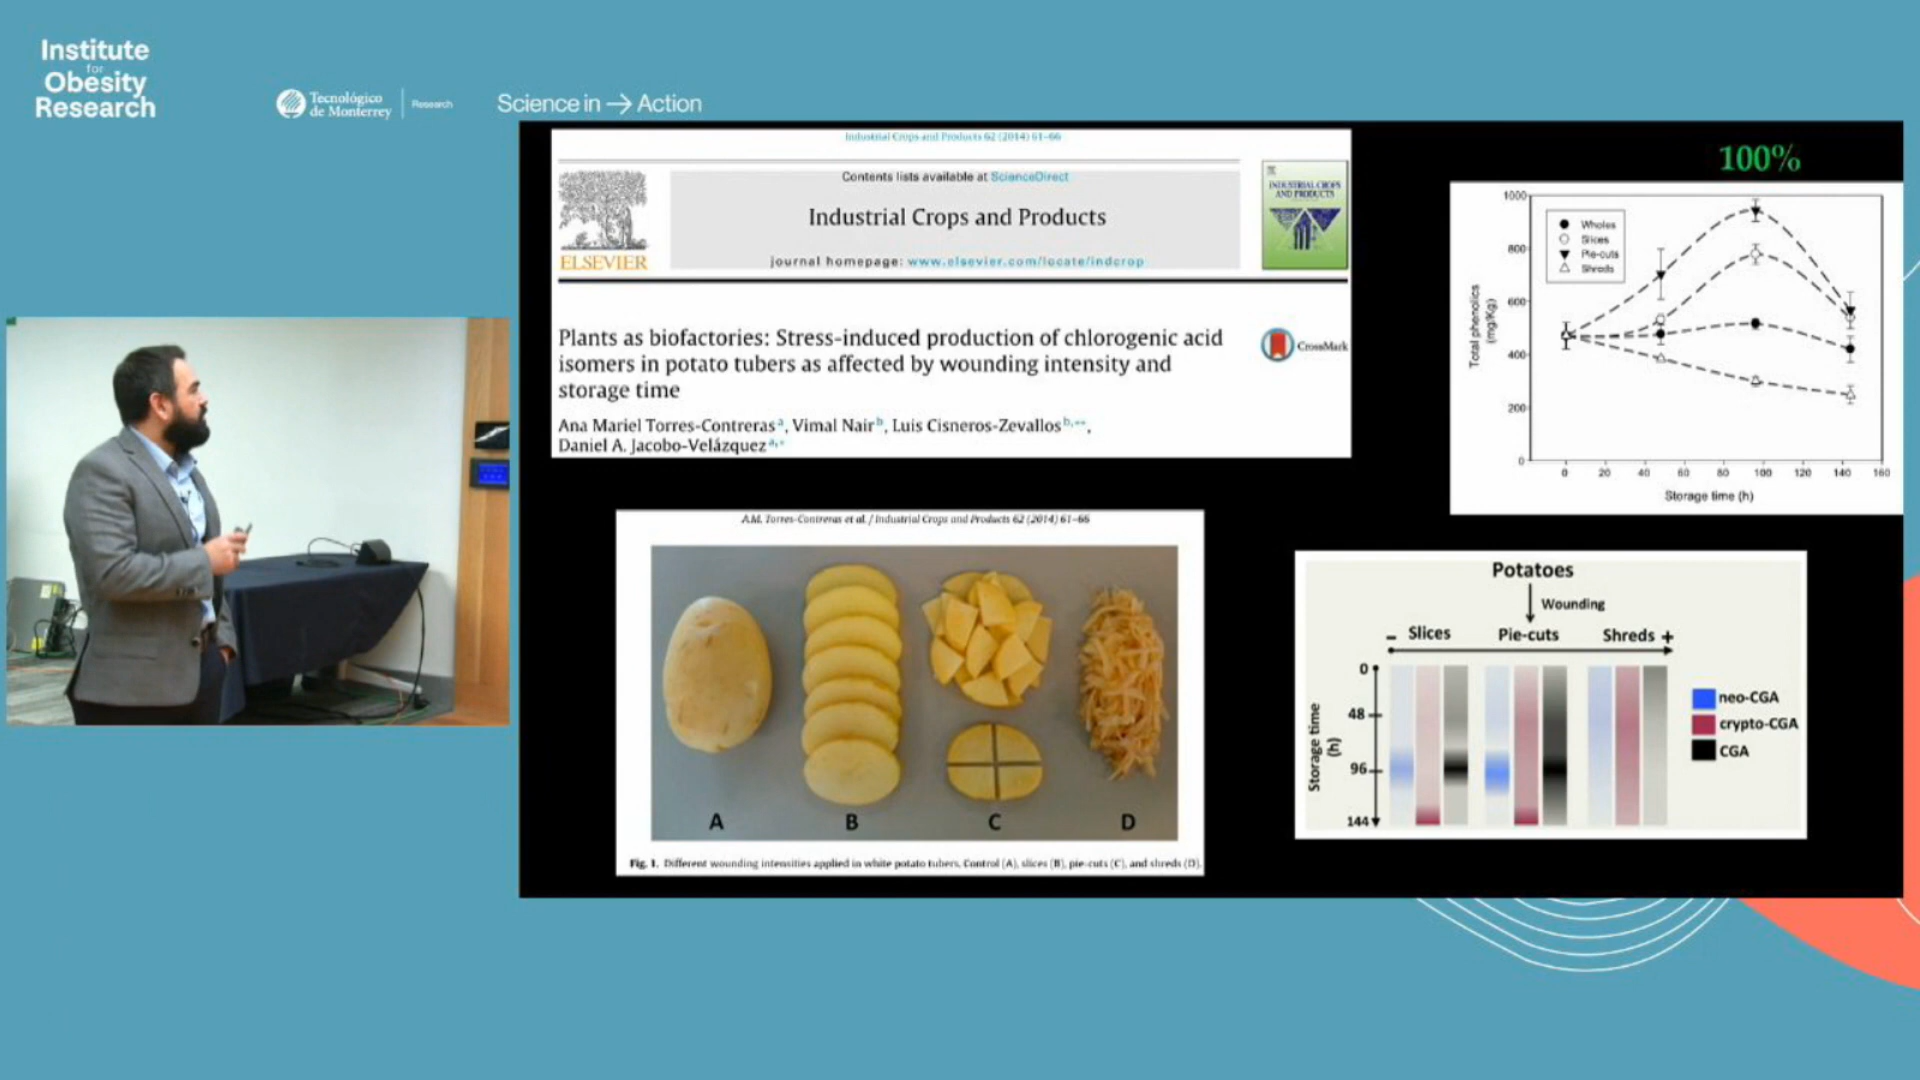 Institute
for
Obesity
Research
Tecnológico
de Monterrey
Research
Science in → Action
Industrial Crops and Products 62 (2014) 61–66
Contents lists available at ScienceDirect
Industrial Crops and Products
journal homepage: www.elsevier.com/locate/indcrop
ELSEVIER
INDUSTRIAL CROPS
AND PRODUCTS
Plants as biofactories: Stress-induced production of chlorogenic acid
isomers in potato tubers as affected by wounding intensity and
storage time
CrossMark
Ana Mariel Torres-Contreras a, Vimal Nair b, Luis Cisneros-Zevallos b,**,
Daniel A. Jacobo-Velázquez a,*
100%
1000
800
600
400
200
0
Total phenolics
(mg/Kg)
Wholes
Slices
Pie-cuts
Shreds
0 20 40 60 80 100 120 140 160
Storage time (h)
A.M. Torres-Contreras et al. / Industrial Crops and Products 62 (2014) 61–66
A B C D
Fig. 1. Different wounding intensities applied in white potato tubers. Control (A), slices (B), pie-cuts (C), and shreds (D).
Potatoes
Wounding
– Slices Pie-cuts Shreds +
0
48
96
144
Storage time
(h)
neo-CGA
crypto-CGA
CGA